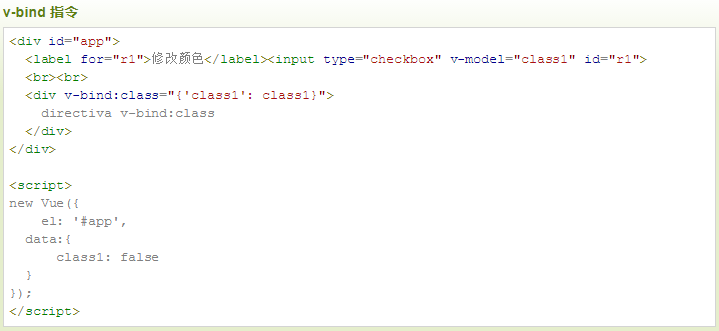 v-bind 指令
<div id="app">
  <label for="r1">修改颜色</label><input type="checkbox" v-model="class1" id="r1">
  <br><br>
  <div v-bind:class="{'class1': class1}">
    directiva v-bind:class
  </div>
</div>

<script>
new Vue({
    el: '#app',
  data:{
      class1: false
  }
});
</script>